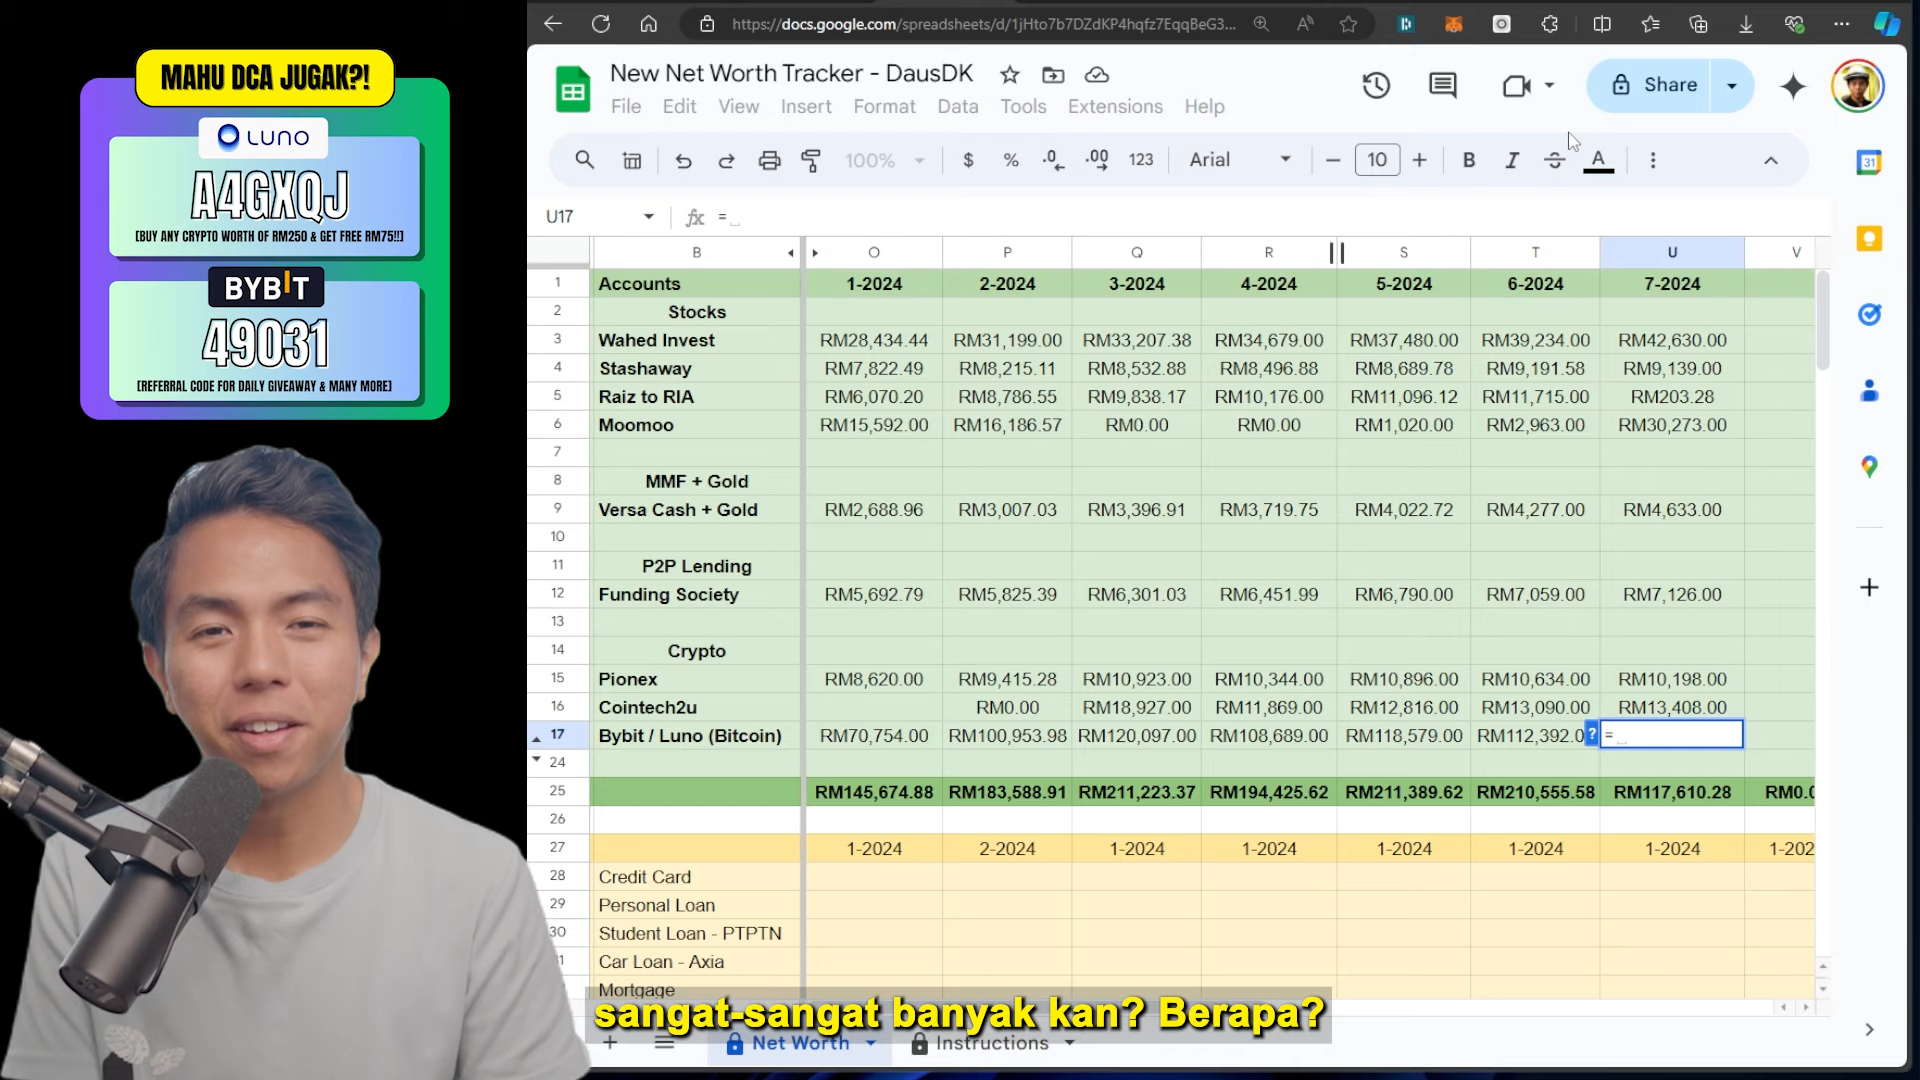 MAHU DCA JUGAK?!
LUNO
A4GXQJ
[BUY ANY CRYPTO WORTH OF RM250 & GET FREE RM75!!]
BYBIT
49031
[REFERRAL CODE FOR DAILY GIVEAWAY & MANY MORE]
https://docs.google.com/spreadsheets/d/1jHto7b7DZdKP4hqfz7EqqBeG3...
New Net Worth Tracker - DausDK
File Edit View Insert Format Data Tools Extensions Help
Share
100% $ % .0 .00 123 Arial 10 B I A
31
U17 fx =
B O P Q R S T U V
1 Accounts 1-2024 2-2024 3-2024 4-2024 5-2024 6-2024 7-2024
2 Stocks
3 Wahed Invest RM28,434.44 RM31,199.00 RM33,207.38 RM34,679.00 RM37,480.00 RM39,234.00 RM42,630.00
4 Stashaway RM7,822.49 RM8,215.11 RM8,532.88 RM8,496.88 RM8,689.78 RM9,191.58 RM9,139.00
5 Raiz to RIA RM6,070.20 RM8,786.55 RM9,838.17 RM10,176.00 RM11,096.12 RM11,715.00 RM203.28
6 Moomoo RM15,592.00 RM16,186.57 RM0.00 RM0.00 RM1,020.00 RM2,963.00 RM30,273.00
7
8 MMF + Gold
9 Versa Cash + Gold RM2,688.96 RM3,007.03 RM3,396.91 RM3,719.75 RM4,022.72 RM4,277.00 RM4,633.00
10
11 P2P Lending
12 Funding Society RM5,692.79 RM5,825.39 RM6,301.03 RM6,451.99 RM6,790.00 RM7,059.00 RM7,126.00
13
14 Crypto
15 Pionex RM8,620.00 RM9,415.28 RM10,923.00 RM10,344.00 RM10,896.00 RM10,634.00 RM10,198.00
16 Cointech2u RM0.00 RM18,927.00 RM11,869.00 RM12,816.00 RM13,090.00 RM13,408.00
17 Bybit / Luno (Bitcoin) RM70,754.00 RM100,953.98 RM120,097.00 RM108,689.00 RM118,579.00 RM112,392.0 ? =
24
25 RM145,674.88 RM183,588.91 RM211,223.37 RM194,425.62 RM211,389.62 RM210,555.58 RM117,610.28 RM0.0
26
27 1-2024 2-2024 1-2024 1-2024 1-2024 1-2024 1-2024 1-202
28 Credit Card
29 Personal Loan
30 Student Loan - PTPTN
31 Car Loan - Axia
Mortgage
sangat-sangat banyak kan? Berapa?
Net Worth Instructions